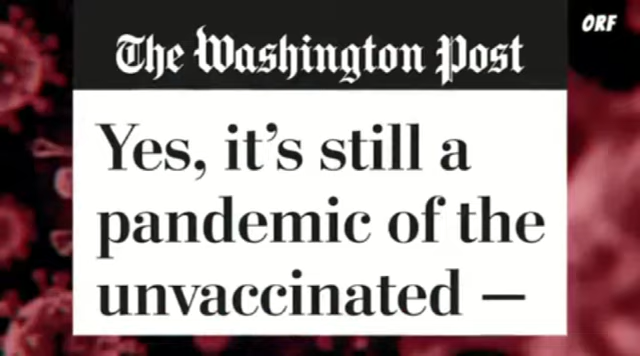 ORF
The Washington Post
Yes, it's still a
pandemic of the
unvaccinated —